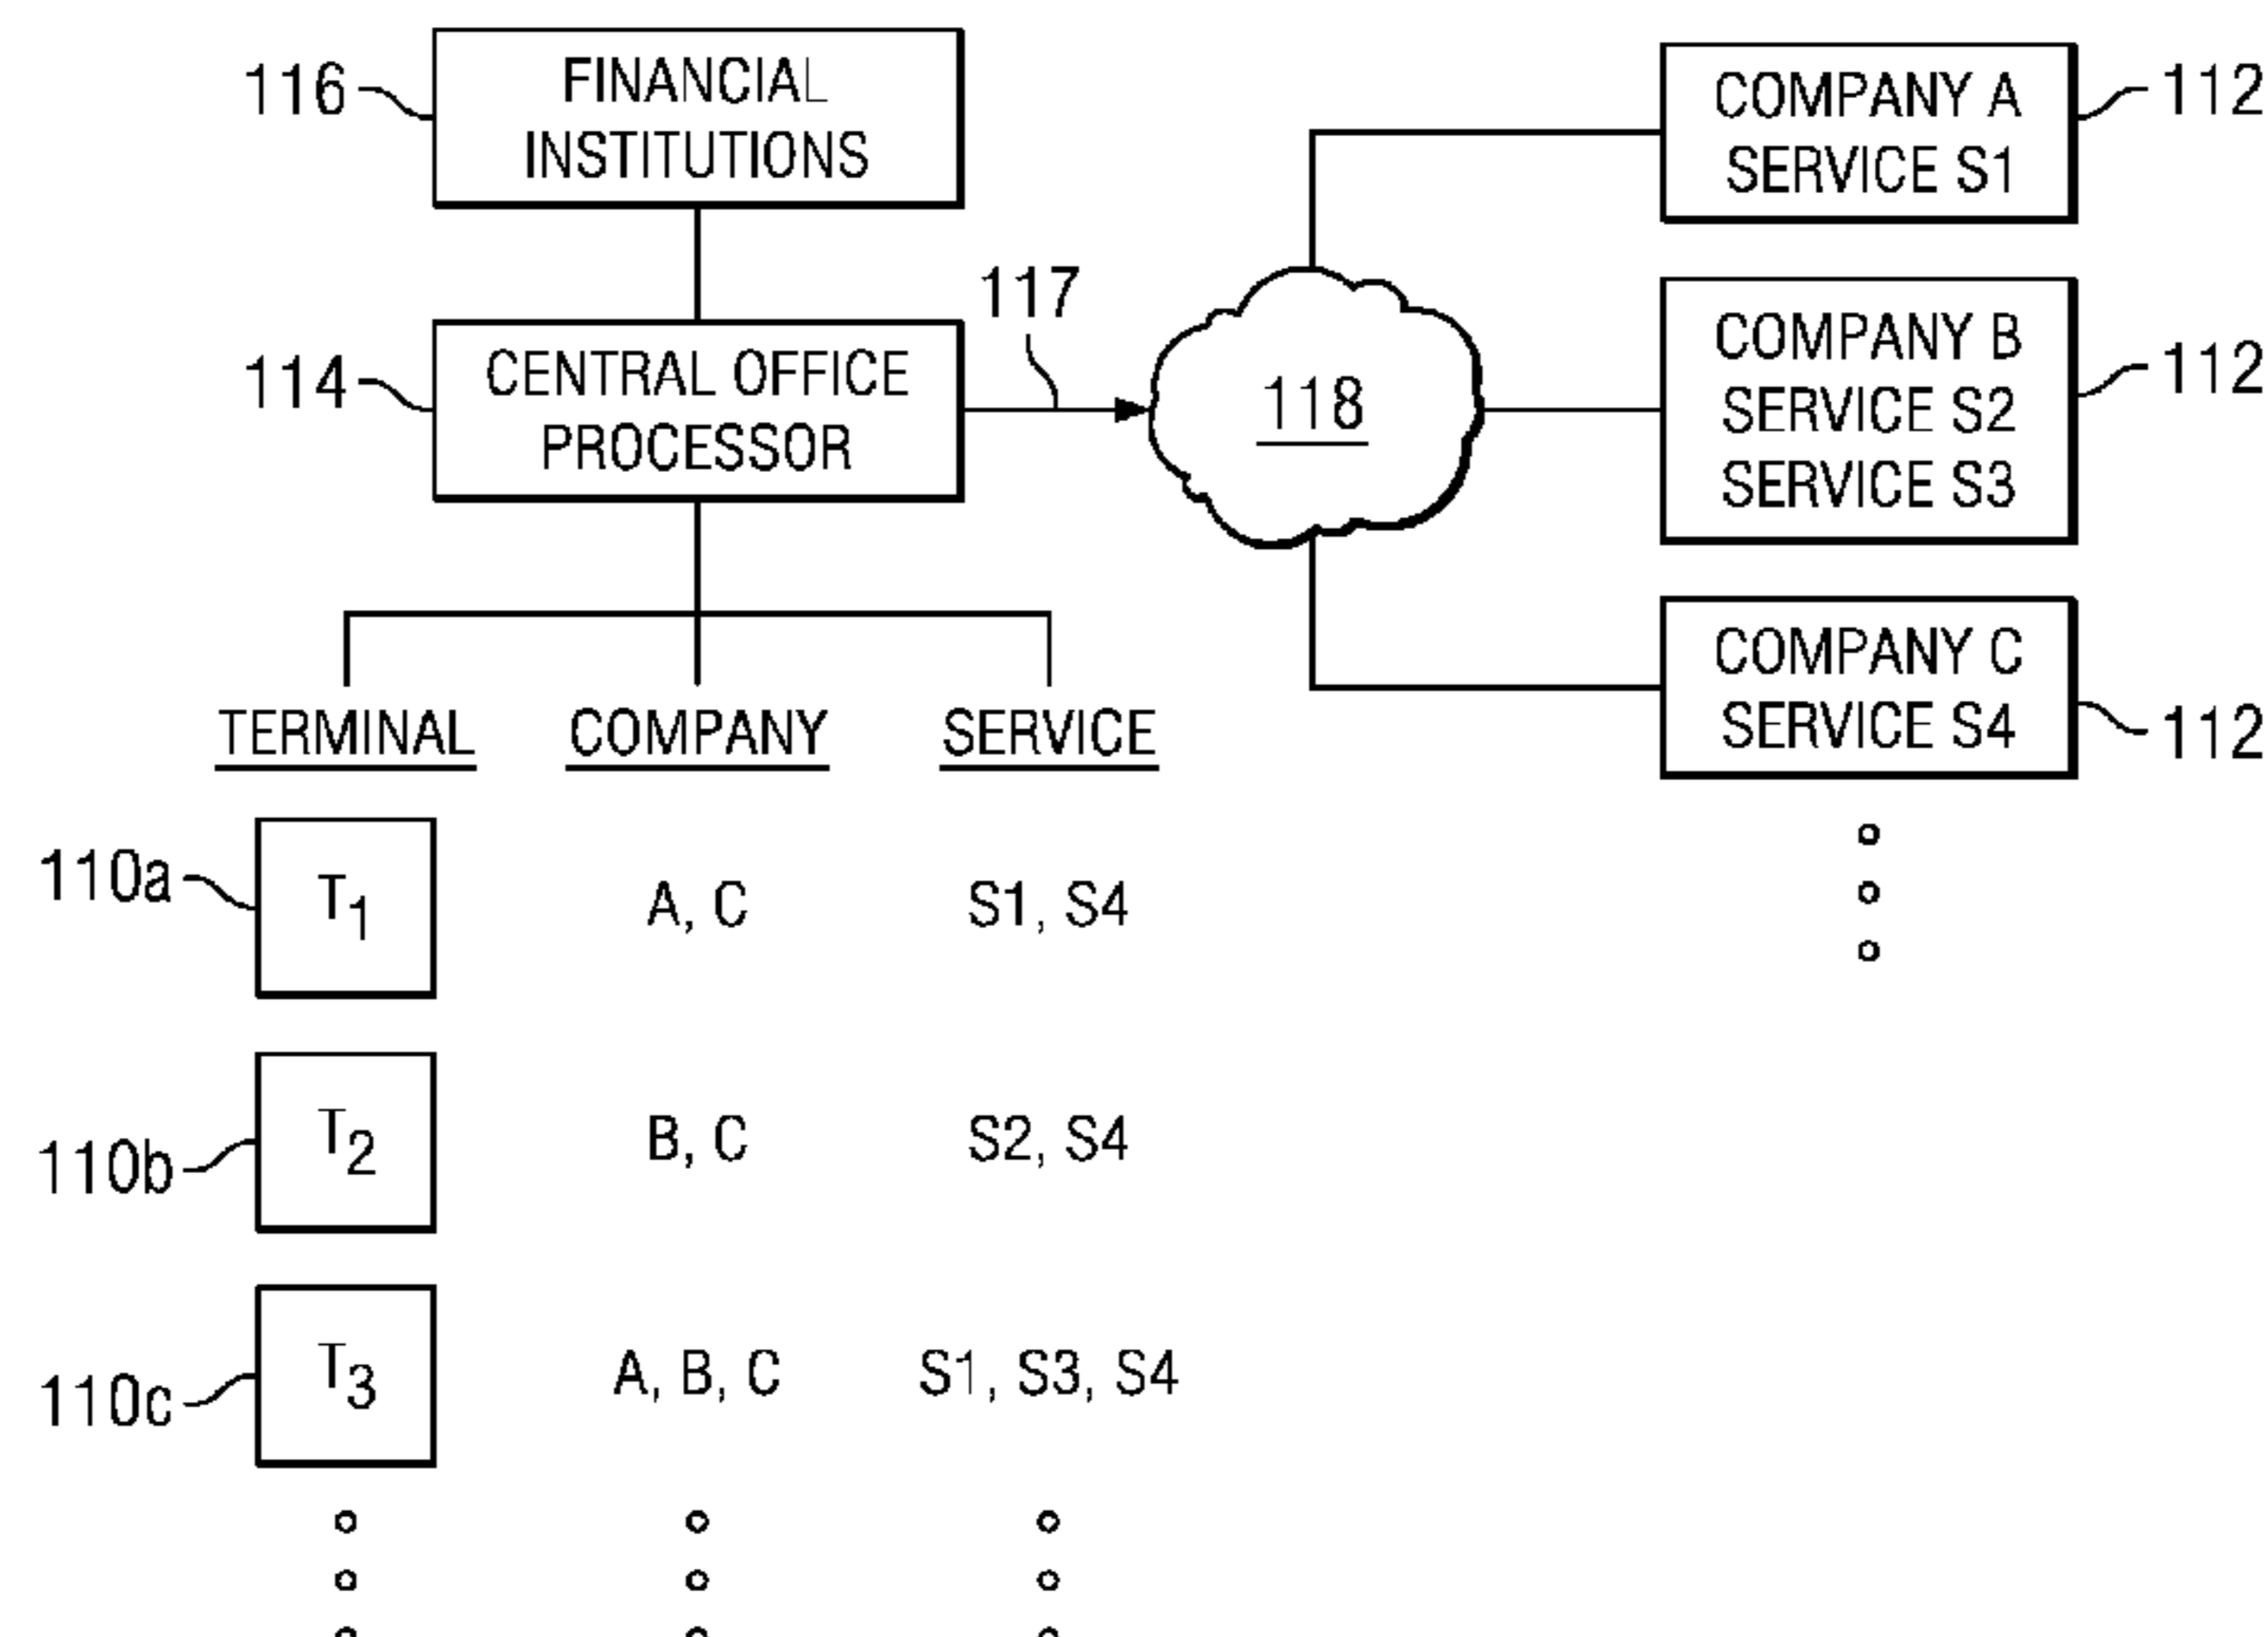 116
FINANCIAL
INSTITUTIONS
COMPANY A
SERVICE S1
112
114
CENTRAL OFFICE
PROCESSOR
117
118
COMPANY B
SERVICE S2
SERVICE S3
112
COMPANY C
SERVICE S4
112
TERMINAL COMPANY SERVICE
110a T1 A, C S1, S4
110b T2 B, C S2, S4
110c T3 A, B, C S1, S3, S4